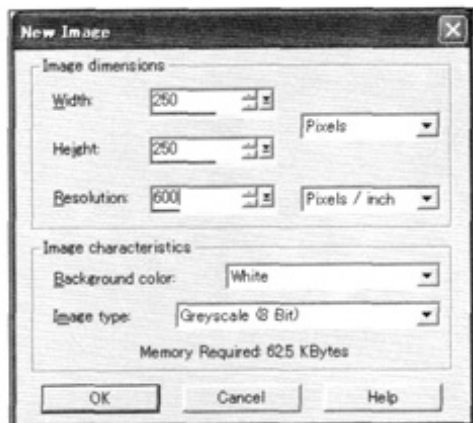 New Image
Image dimensions
Width: 250
Pixels
Height: 250
Resolution: 600 Pixels / inch
Image characteristics
Background color: White
Image type: Greyscale (8 Bit)
Memory Required: 62.5 KBytes
OK Cancel Help